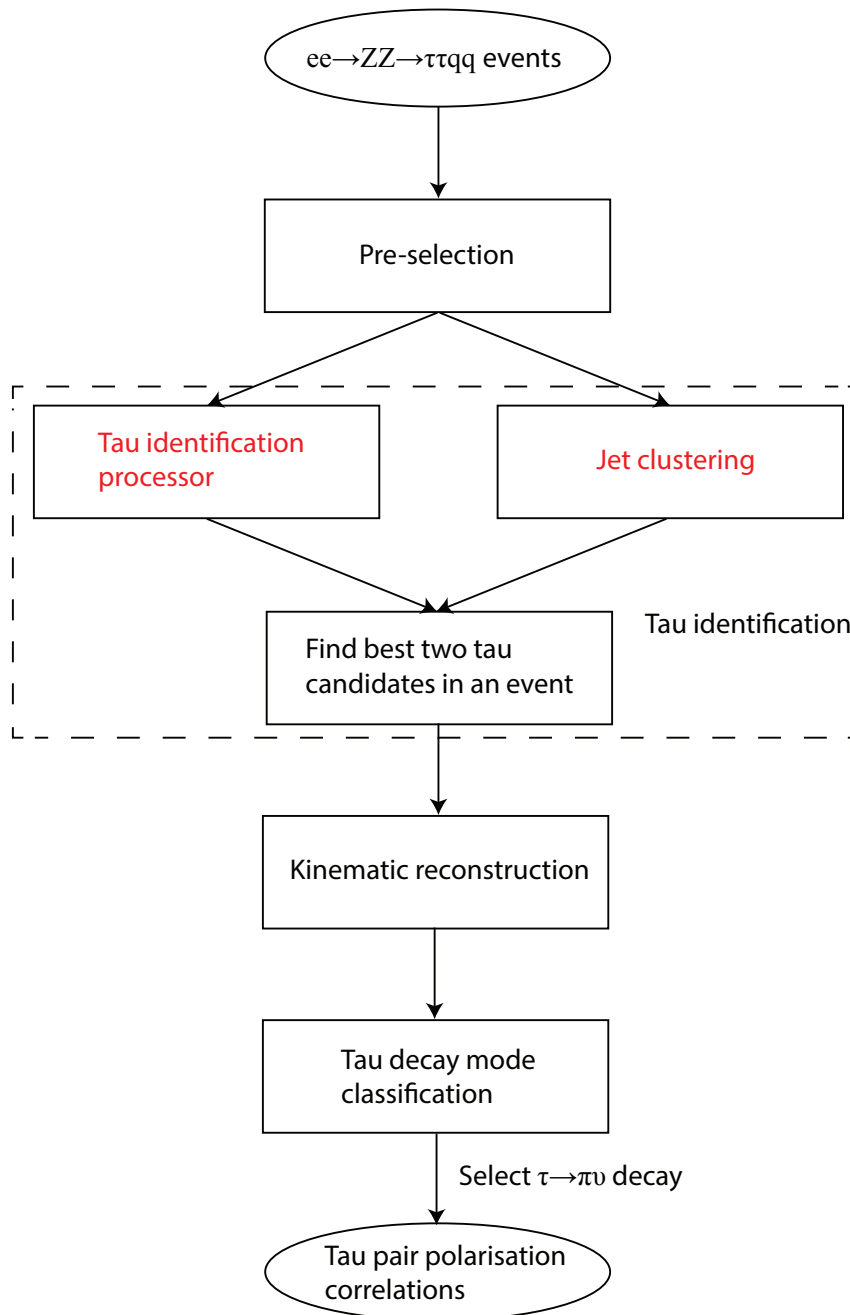 ee→ZZ→ττqq events
Pre-selection
Tau identification
processor
Jet clustering
Find best two tau
candidates in an event
Tau identification
Kinematic reconstruction
Tau decay mode
classification
Select τ→πυ decay
Tau pair polarisation
correlations